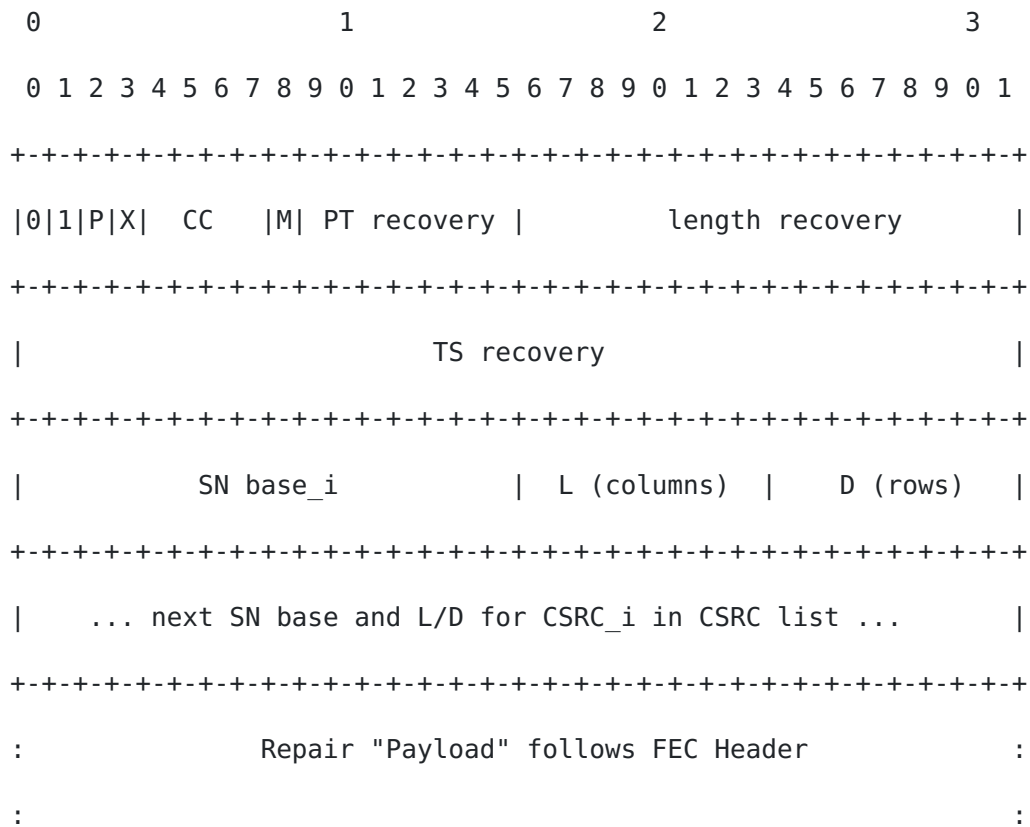 0                   1                   2                   3
 0 1 2 3 4 5 6 7 8 9 0 1 2 3 4 5 6 7 8 9 0 1 2 3 4 5 6 7 8 9 0 1
+-+-+-+-+-+-+-+-+-+-+-+-+-+-+-+-+-+-+-+-+-+-+-+-+-+-+-+-+-+-+-+-+
|0|1|P|X|  CC   |M| PT recovery |         length recovery       |
+-+-+-+-+-+-+-+-+-+-+-+-+-+-+-+-+-+-+-+-+-+-+-+-+-+-+-+-+-+-+-+-+
|                          TS recovery                          |
+-+-+-+-+-+-+-+-+-+-+-+-+-+-+-+-+-+-+-+-+-+-+-+-+-+-+-+-+-+-+-+-+
|           SN base_i           |  L (columns)  |    D (rows)   |
+-+-+-+-+-+-+-+-+-+-+-+-+-+-+-+-+-+-+-+-+-+-+-+-+-+-+-+-+-+-+-+-+
|    ... next SN base and L/D for CSRC_i in CSRC list ...       |
+-+-+-+-+-+-+-+-+-+-+-+-+-+-+-+-+-+-+-+-+-+-+-+-+-+-+-+-+-+-+-+-+
:               Repair "Payload" follows FEC Header             :
:                                                               :